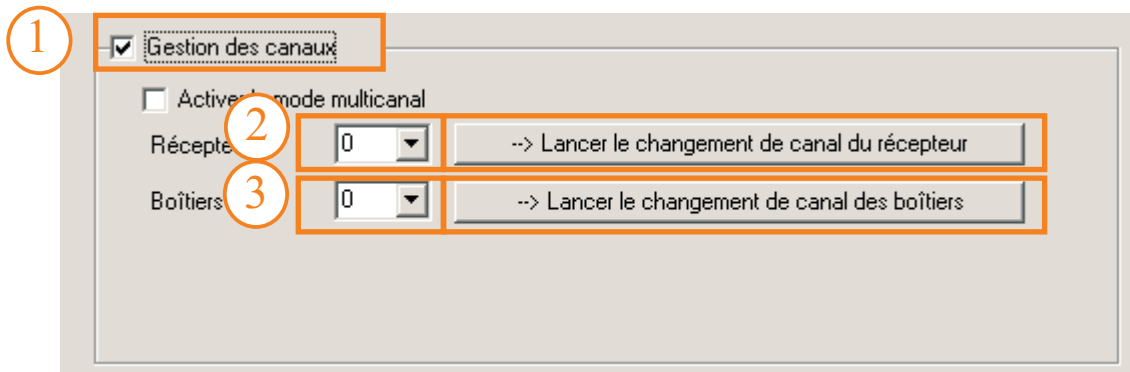 1
Gestion des canaux
Activer mode multicanal
2
Récepte 0 --> Lancer le changement de canal du récepteur
3
Boîtiers 0 --> Lancer le changement de canal des boîtiers